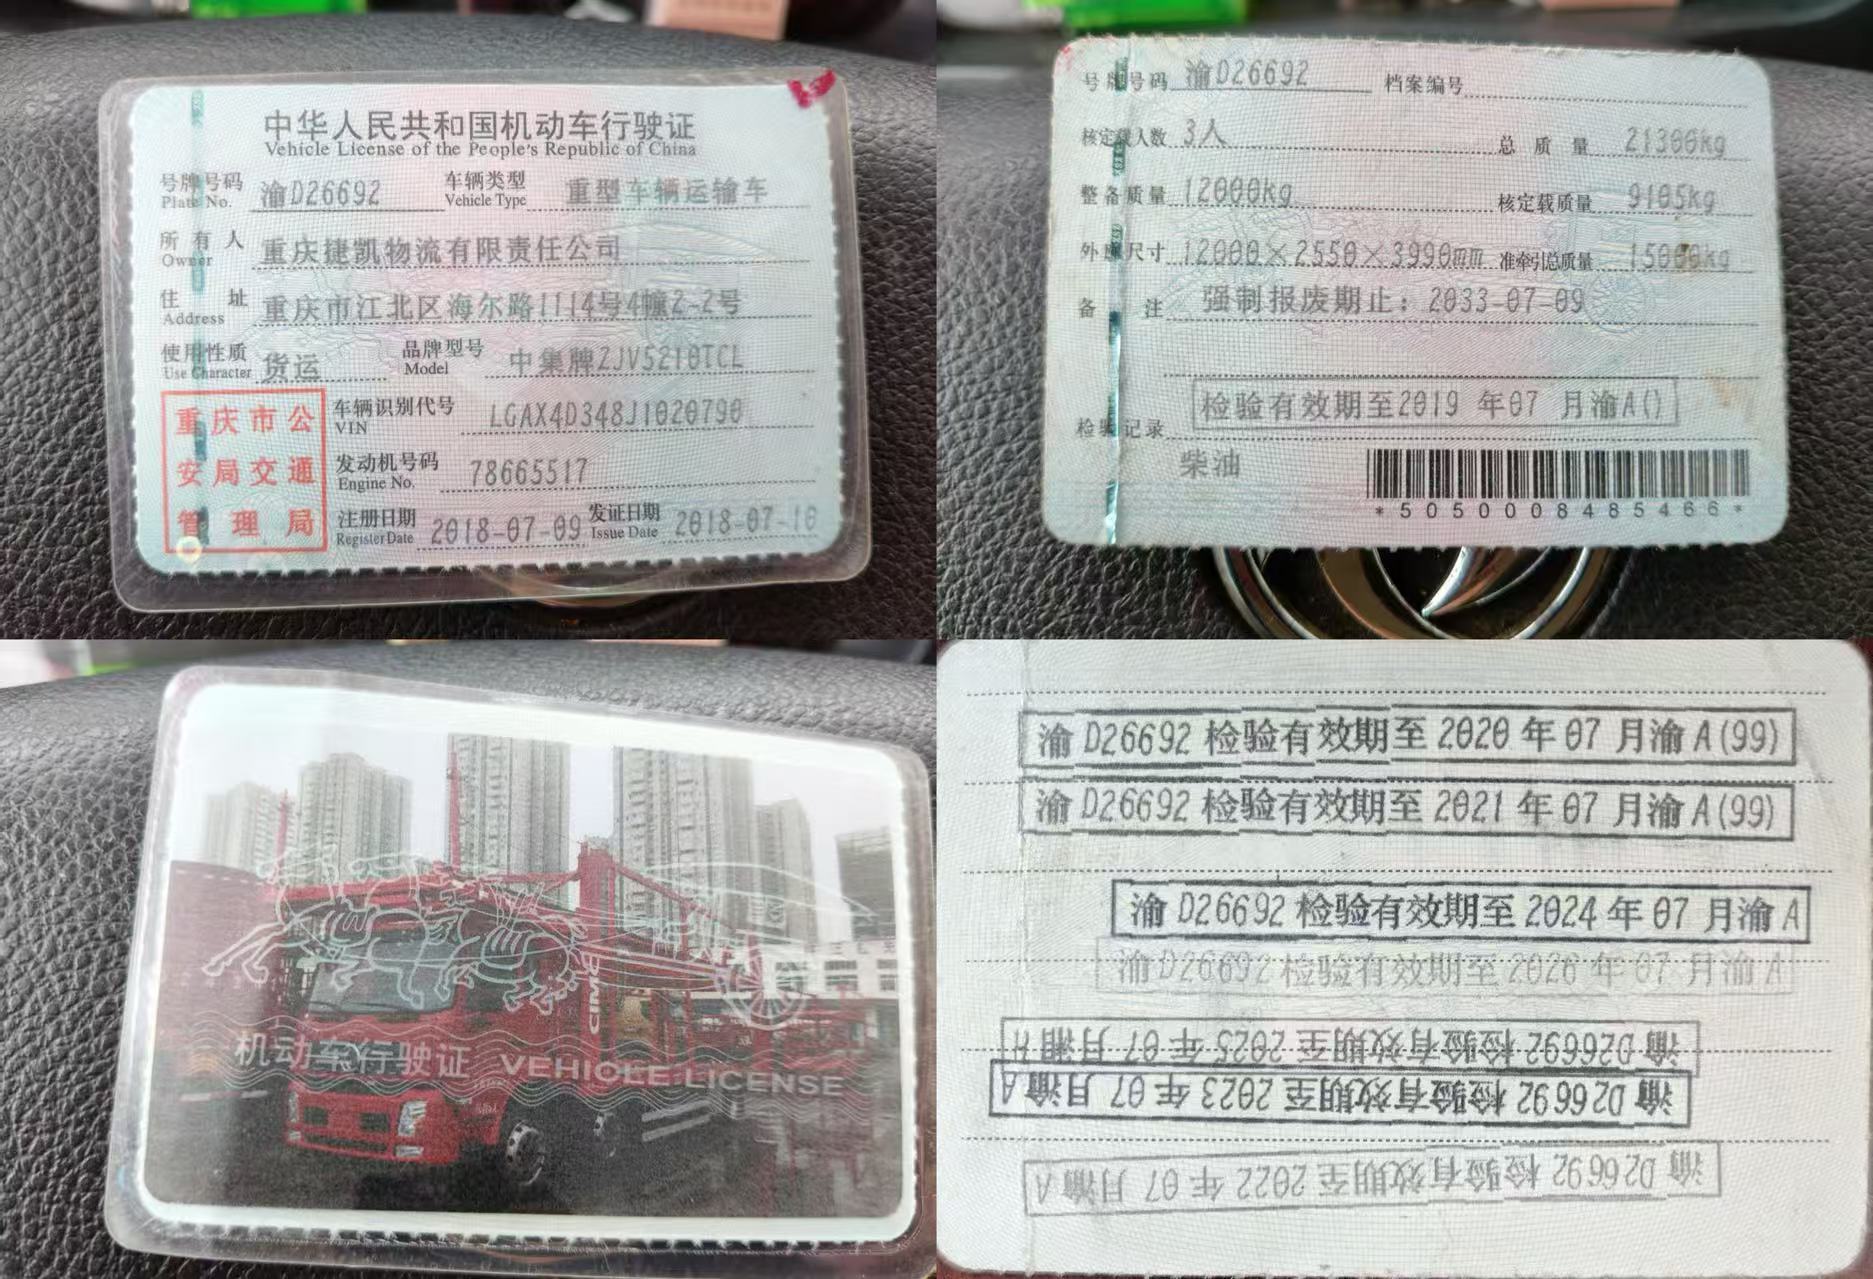 中华人民共和国机动车行驶证
Vehicle License of the People's Republic of China
号牌号码 渝D26692 车辆类型 重型车辆运输车
Plate No. Vehicle Type
所有人 重庆捷凯物流有限责任公司
Owner
住址 重庆市江北区海尔路1114号4幢2-2号
Address
使用性质 货运 品牌型号 中集牌ZJV5210TCL
Use Character Model
重庆市公
安局交通
管理局
车辆识别代号 LGAX4D348J1020790
VIN
发动机号码 78665517
Engine No.
注册日期 2018-07-09 发证日期 2018-07-10
Register Date Issue Date
号牌号码 渝D26692 档案编号
核定载人数 3人 总质量 21300kg
整备质量 12000kg 核定载质量 9105kg
外廓尺寸 12000×2550×3990mm 准牵引总质量 15000kg
备注 强制报废期止：2033-07-09
检验有效期至2019年07月渝A()
检验记录
柴油
*5050008485466*
CIMC
机动车行驶证 VEHICLE LICENSE
渝D26692检验有效期至2020年07月渝A(99)
渝D26692检验有效期至2021年07月渝A(99)
渝D26692检验有效期至2024年07月渝A
渝D26692检验有效期至2026年07月渝A
渝D26692检验有效期至2025年07月湘H
渝D26692检验有效期至2023年07月渝A
渝D26692检验有效期至2022年07月渝A